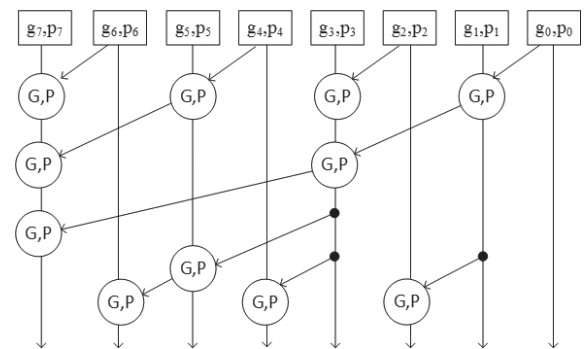 g₇,p₇ g₆,p₆ g₅,p₅ g₄,p₄ g₃,p₃ g₂,p₂ g₁,p₁ g₀,p₀
G,P G,P G,P G,P
G,P G,P
G,P
G,P
G,P G,P G,P